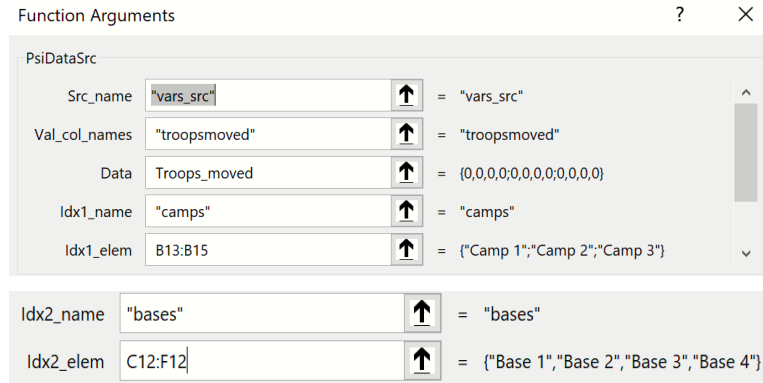 Function Arguments ? ×
PsiDataSrc
Src_name "vars_src" = "vars_src"
Val_col_names "troopsmoved" = "troopsmoved"
Data Troops_moved = {0,0,0,0;0,0,0,0;0,0,0,0}
Idx1_name "camps" = "camps"
Idx1_elem B13:B15 = {"Camp 1";"Camp 2";"Camp 3"}
Idx2_name "bases" = "bases"
Idx2_elem C12:F12 = {"Base 1","Base 2","Base 3","Base 4"}